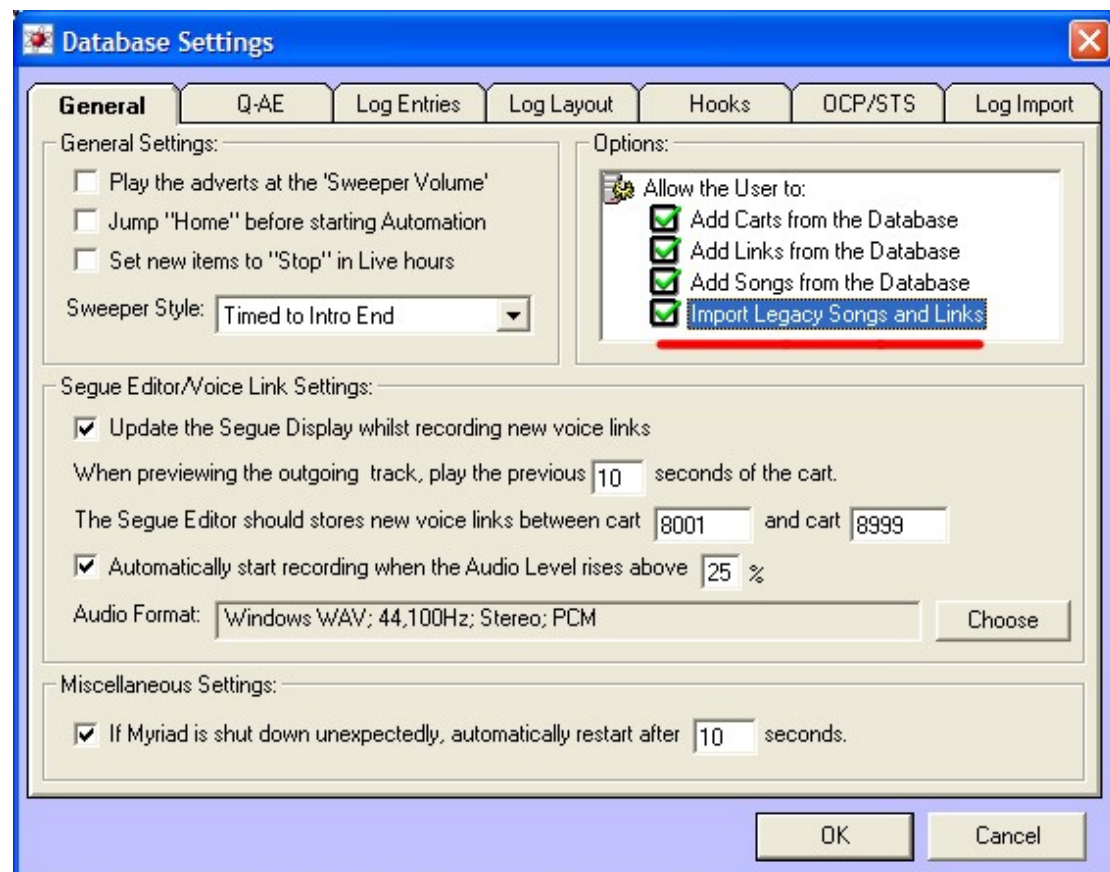 Database Settings
General
Q-AE
Log Entries
Log Layout
Hooks
OCP/STS
Log Import
General Settings:
Play the adverts at the 'Sweeper Volume'
Jump "Home" before starting Automation
Set new items to "Stop" in Live hours
Sweeper Style: Timed to Intro End
Options:
Allow the User to:
Add Carts from the Database
Add Links from the Database
Add Songs from the Database
Import Legacy Songs and Links
Segue Editor/Voice Link Settings:
Update the Segue Display whilst recording new voice links
When previewing the outgoing track, play the previous 10 seconds of the cart.
The Segue Editor should stores new voice links between cart 8001 and cart 8999
Automatically start recording when the Audio Level rises above 25 %
Audio Format: Windows WAV; 44,100Hz; Stereo; PCM Choose
Miscellaneous Settings:
If Myriad is shut down unexpectedly, automatically restart after 10 seconds.
OK Cancel